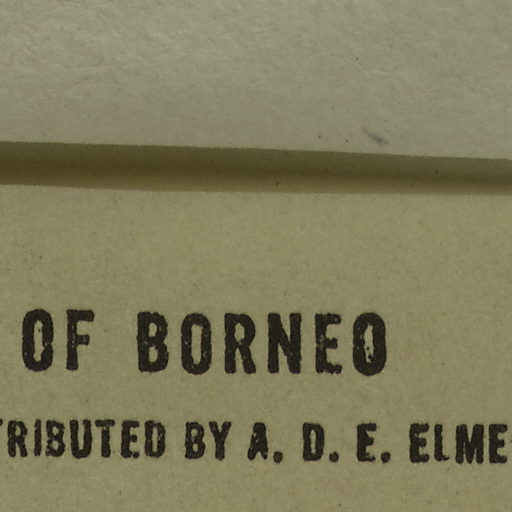 OF BORNEO
TRIBUTED BY A. D. E. ELME